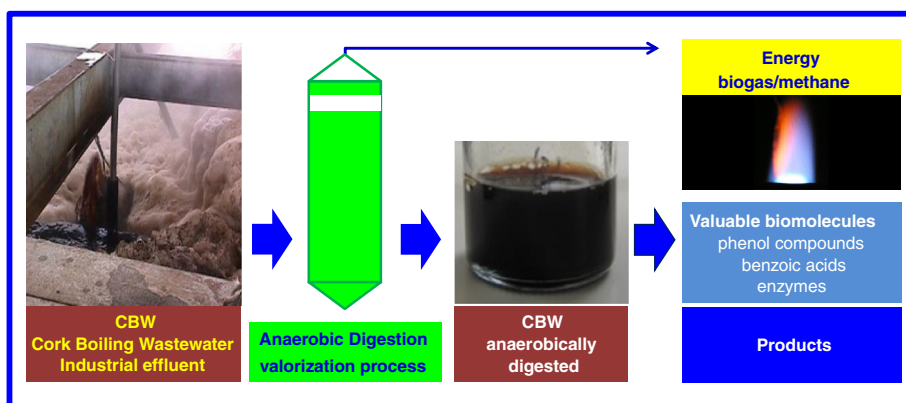 CBW
Cork Boiling Wastewater
Industrial effluent
Anaerobic Digestion
valorization process
CBW
anaerobically
digested
Energy
biogas/methane
Valuable biomolecules
phenol compounds
benzoic acids
enzymes
Products